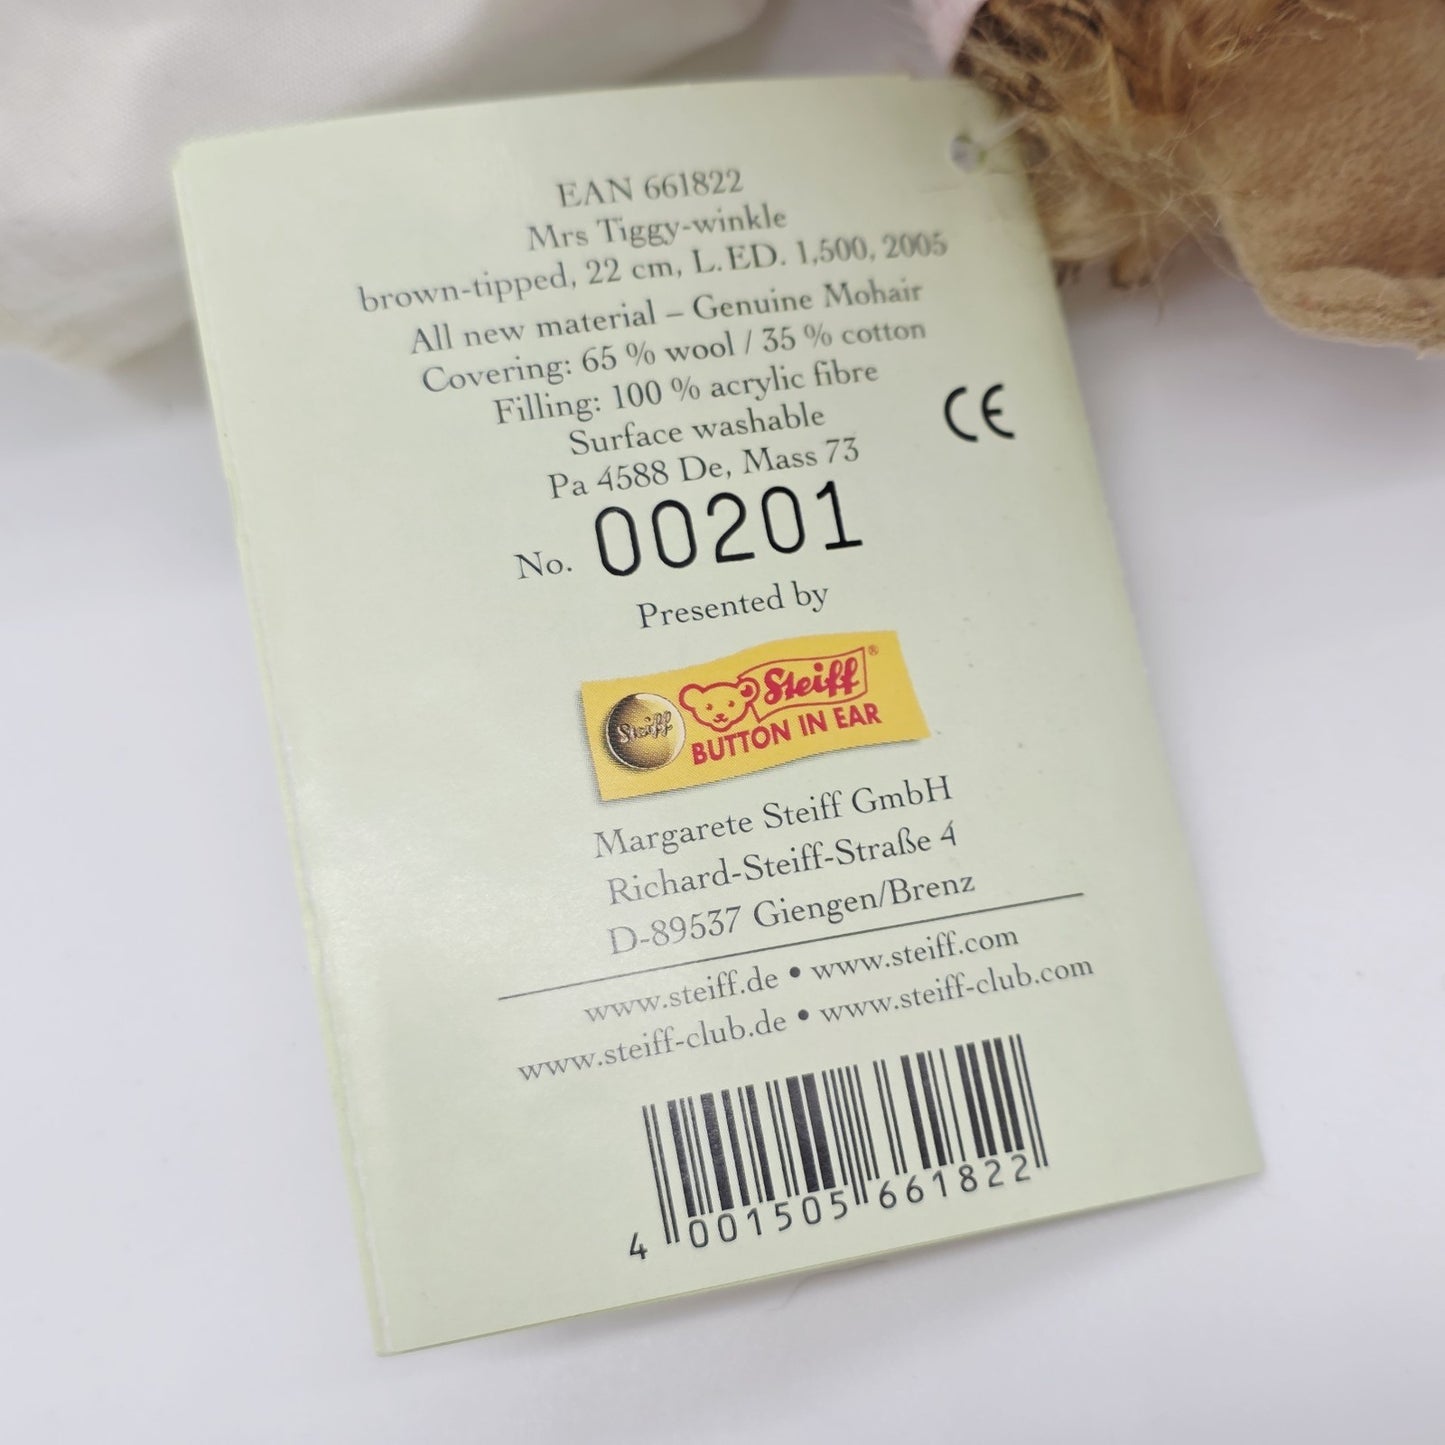 EAN 661822
Mrs Tiggy-winkle
brown-tipped, 22 cm, L.ED. 1,500, 2005
All new material – Genuine Mohair
Covering: 65 % wool / 35 % cotton
Filling: 100 % acrylic fibre
Surface washable
Pa 4588 De, Mass 73
CE
No. 00201
Presented by
Steiff
Steiff®
BUTTON IN EAR
Margarete Steiff GmbH
Richard-Steiff-Straße 4
D-89537 Giengen/Brenz
www.steiff.de • www.steiff.com
www.steiff-club.de • www.steiff-club.com
4 001505 661822